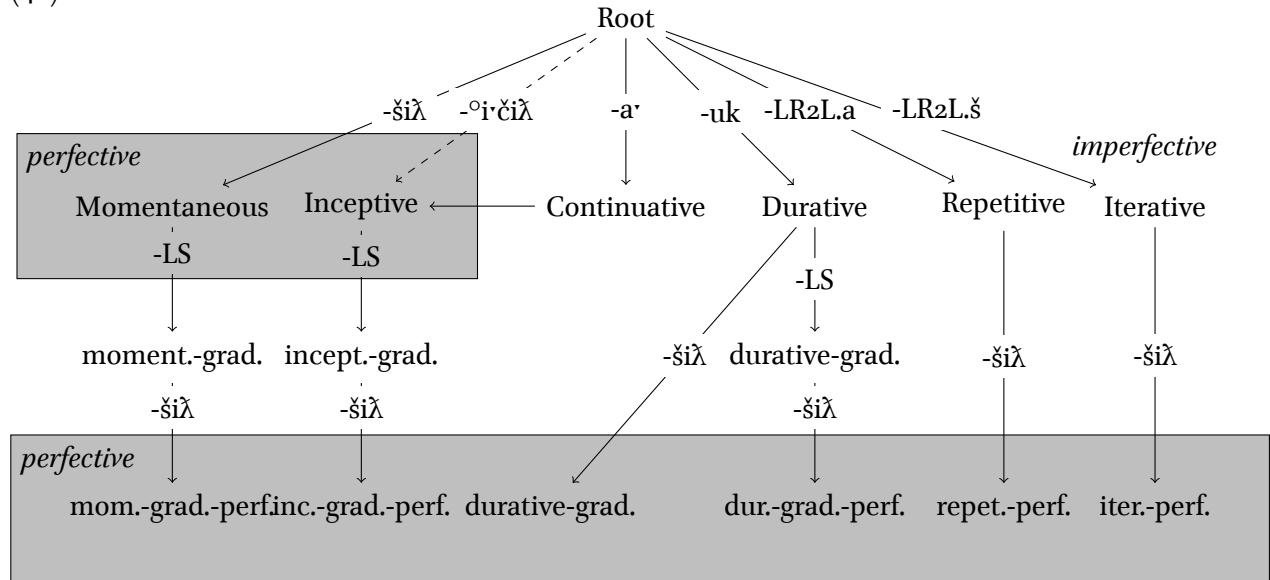 Root
-šiƛ -°iˑčiƛ -aˑ -uk -LR2L.a -LR2L.š
perfective imperfective
Momentaneous Inceptive Continuative Durative Repetitive Iterative
-LS -LS
-LS
moment.-grad. incept.-grad. -šiƛ durative-grad. -šiƛ -šiƛ
-šiƛ -šiƛ -šiƛ
perfective
mom.-grad.-perf. inc.-grad.-perf. durative-grad. dur.-grad.-perf. repet.-perf. iter.-perf.